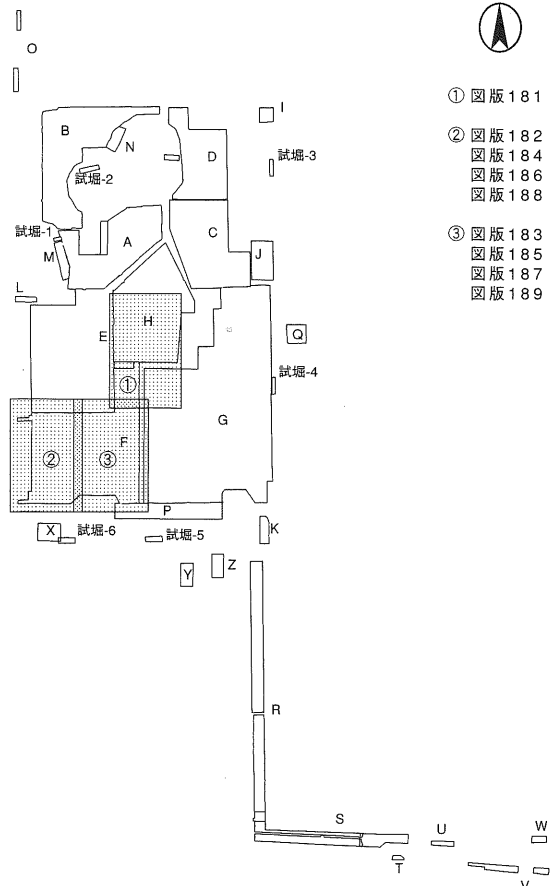 O
I
① 図版181
B
N
D
② 図版182
試堀-3
図版184
試堀-2
図版186
図版188
試堀-1
A
C
③ 図版183
M
J
図版185
L
図版187
図版189
E
H
Q
試堀-4
①
G
F
②
③
P
X
試堀-6
試堀-5
K
Y
Z
R
S
U
W
T
V